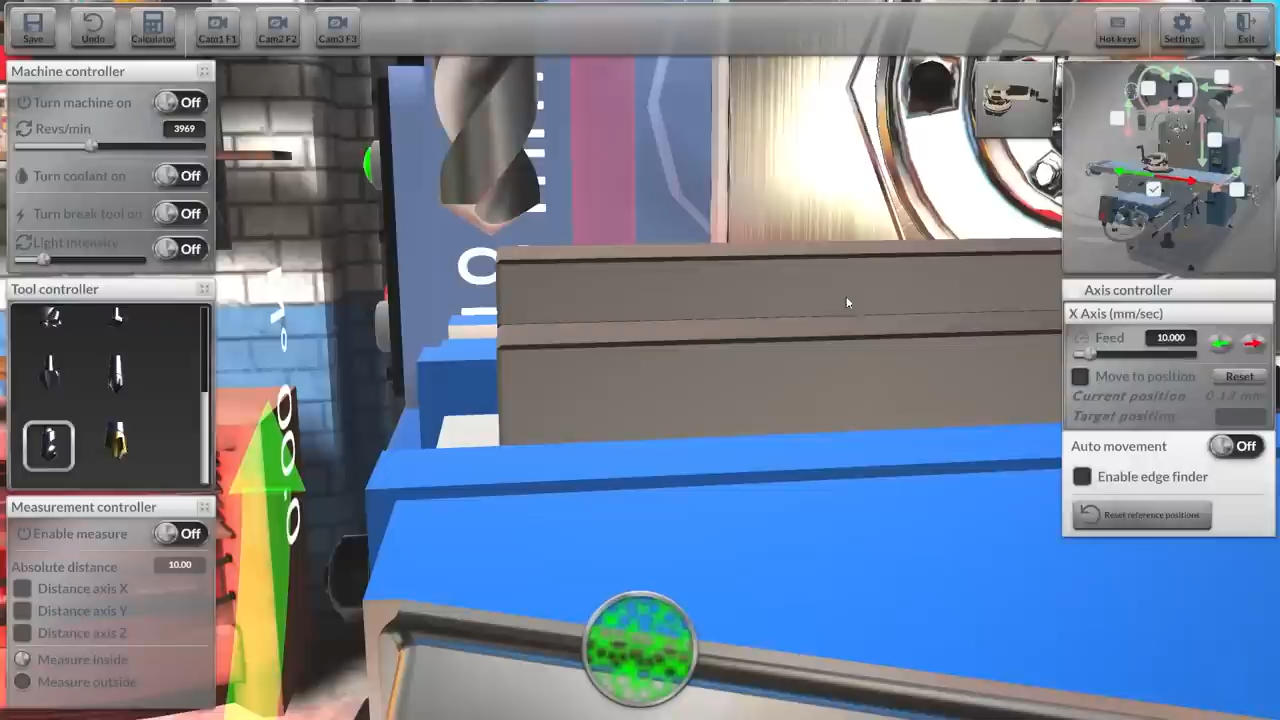 Save
Undo
Calculator
Cam1 F1
Cam2 F2
Cam3 F3
Hot keys
Settings
Exit
Machine controller
Turn machine on
Off
Revs/min
3969
Turn coolant on
Off
Turn break tool on
Off
Light intensity
Off
Tool controller
Measurement controller
Enable measure
Off
Absolute distance
10.00
Distance axis X
Distance axis Y
Distance axis Z
Measure inside
Measure outside
Axis controller
X Axis (mm/sec)
Feed
10.000
Move to position
Reset
Current position
0.12 mm
Target position
Auto movement
Off
Enable edge finder
Reset reference positions